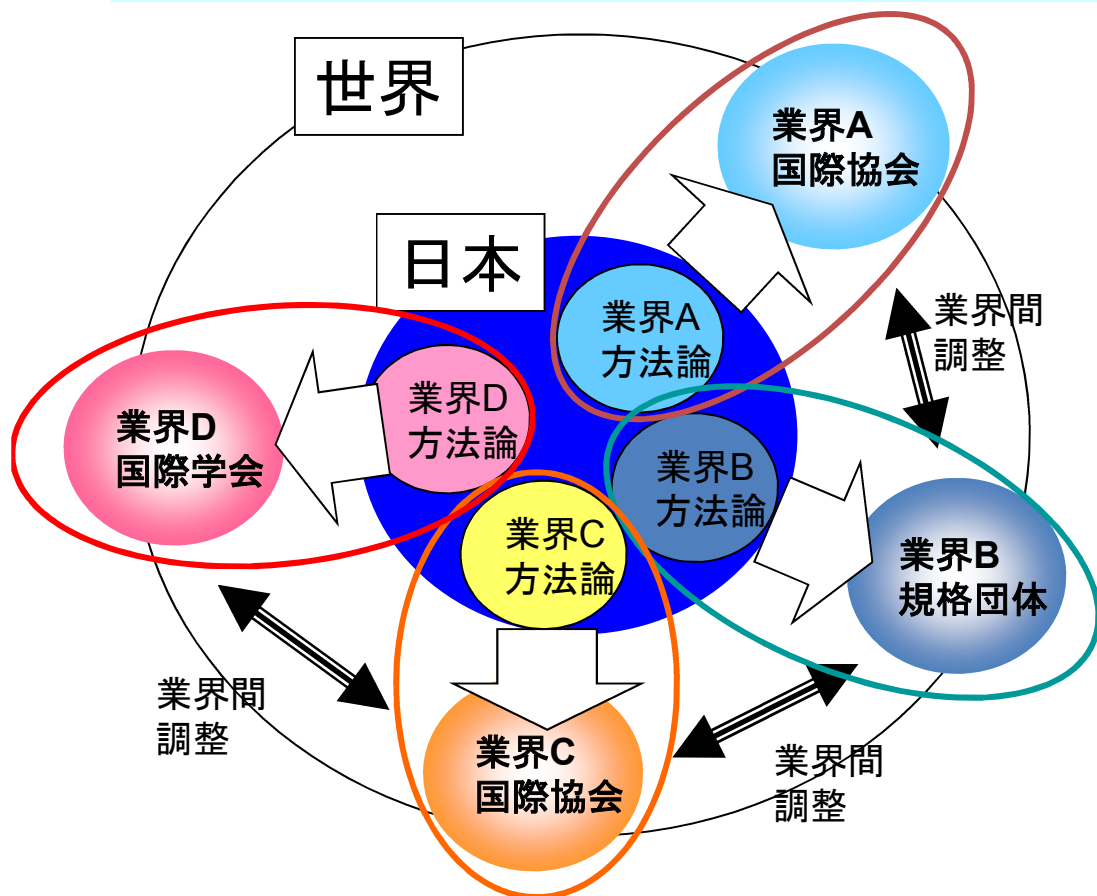 世界
業界A
国際協会
日本
業界A
方法論
業界間
調整
業界D
方法論
業界D
国際学会
業界B
方法論
業界C
方法論
業界B
規格団体
業界間
調整
業界C
国際協会
業界間
調整